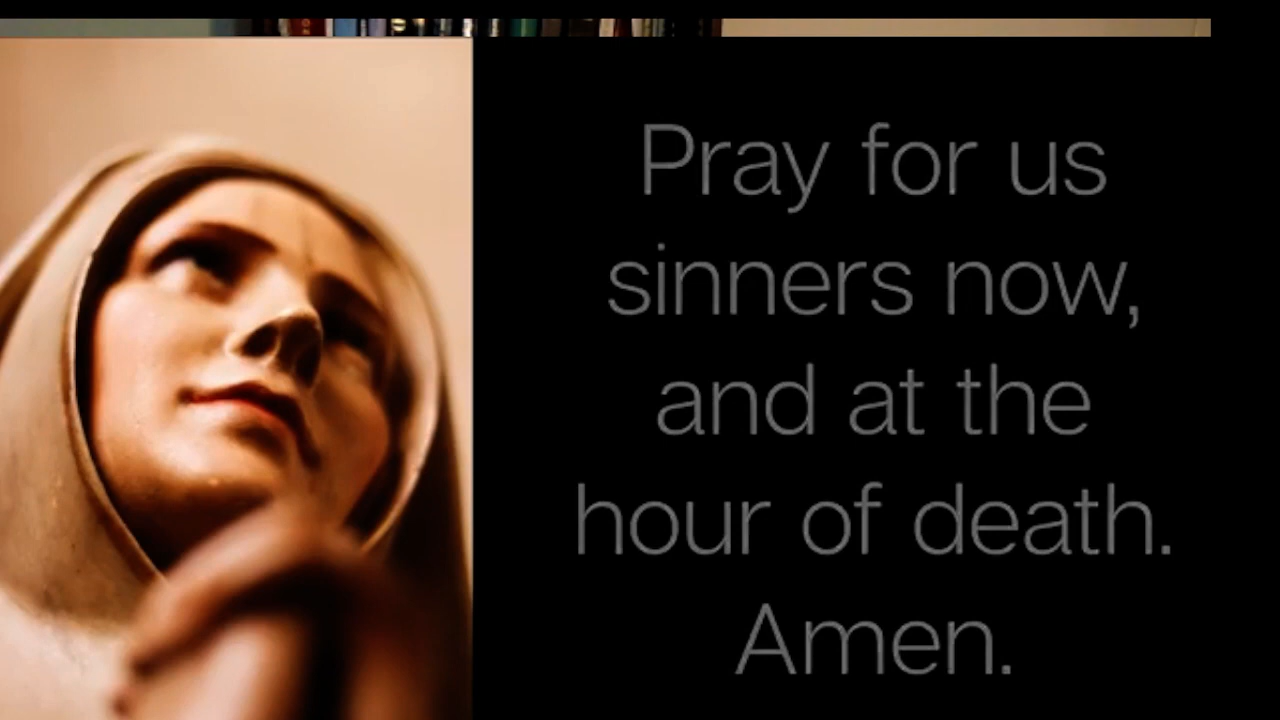 Pray for us
sinners now,
and at the
hour of death.
Amen.